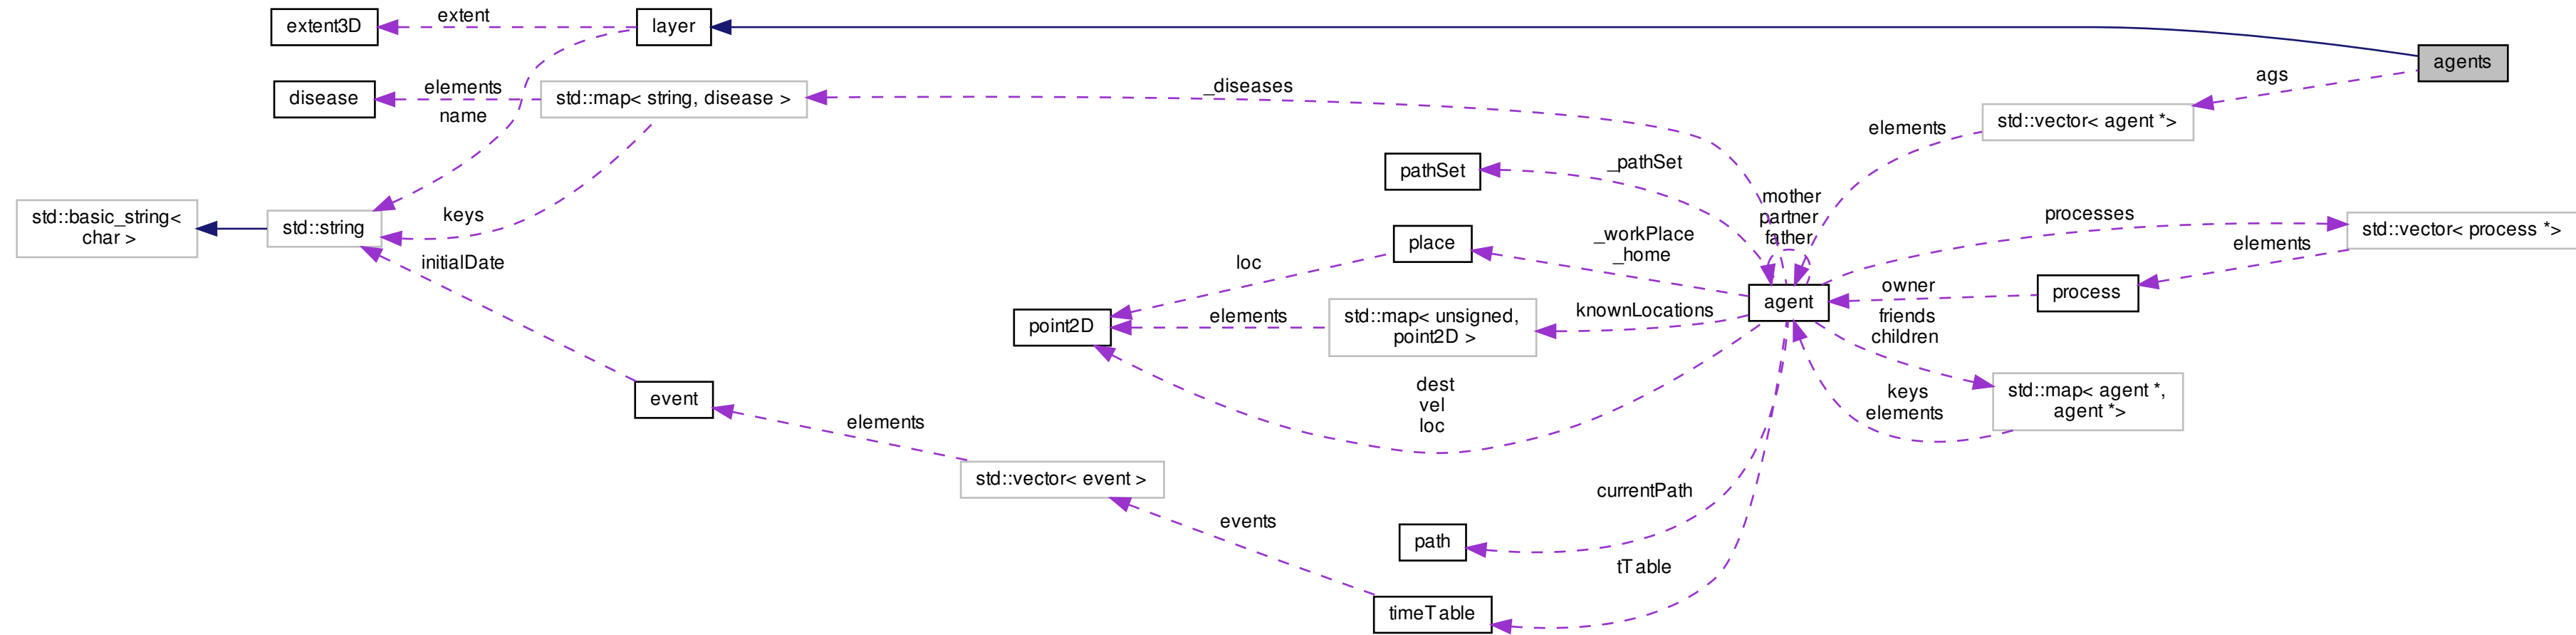 extent3D
extent
layer
agents
ags
disease
elements
name
std::map< string, disease >
_diseases
std::vector< agent *>
elements
pathSet
_pathSet
mother
partner
father
std::basic_string<
char >
std::string
keys
initialDate
place
_workPlace
_home
loc
processes
std::vector< process *>
elements
point2D
elements
std::map< unsigned,
point2D >
knownLocations
agent
owner
process
friends
children
event
dest
vel
loc
keys
elements
std::map< agent *,
agent *>
elements
std::vector< event >
currentPath
events
path
tTable
timeTable